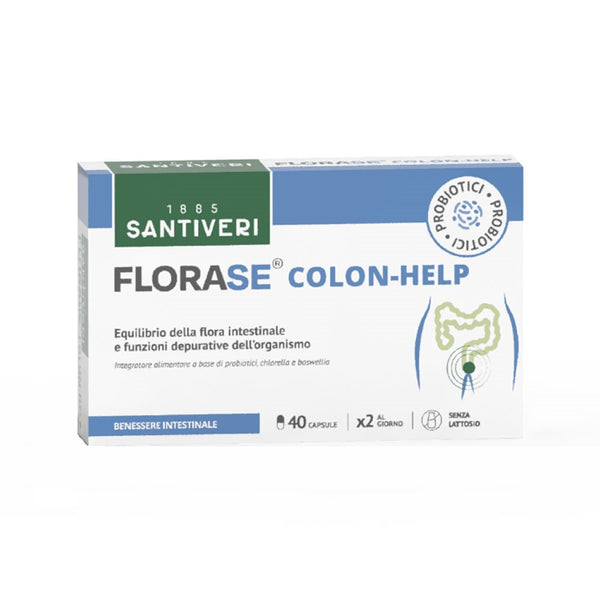 SANTIVERI
FLORASE® COLON-HELP
PROBIOTICI • PROBIOTICI •
1885
SANTIVERI
FLORASE® COLON-HELP
Equilibrio della flora intestinale
e funzioni depurative dell'organismo
Integratore alimentare a base di probiotici, chlorella e boswellia
BENESSERE INTESTINALE
40 CAPSULE
x2 AL GIORNO
SENZA LATTOSIO